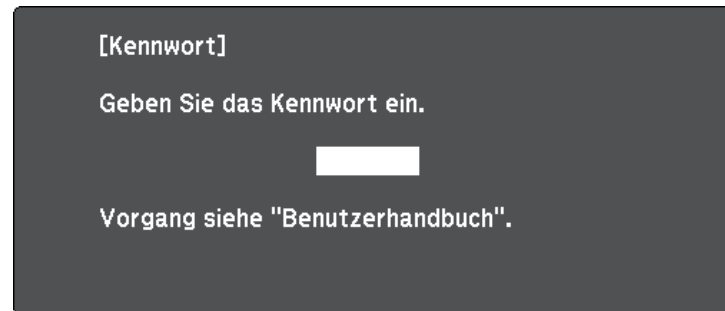 [Kennwort]
Geben Sie das Kennwort ein.
Vorgang siehe "Benutzerhandbuch".